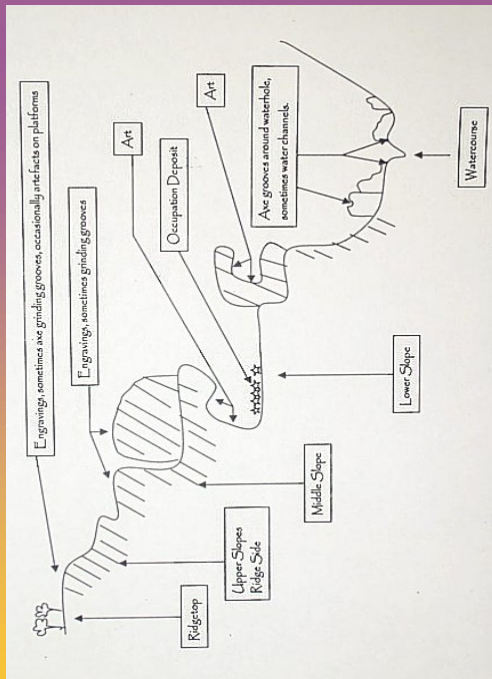 Engravings, sometimes axe grinding grooves, occasionally artefacts on platforms
Engravings, sometimes grinding grooves
Art
Occupation Deposit
Art
Axe grooves around waterhole,
sometimes water channels.
Ridgetop
Upper Slopes
Ridge Side
Middle Slope
Lower Slope
Watercourse